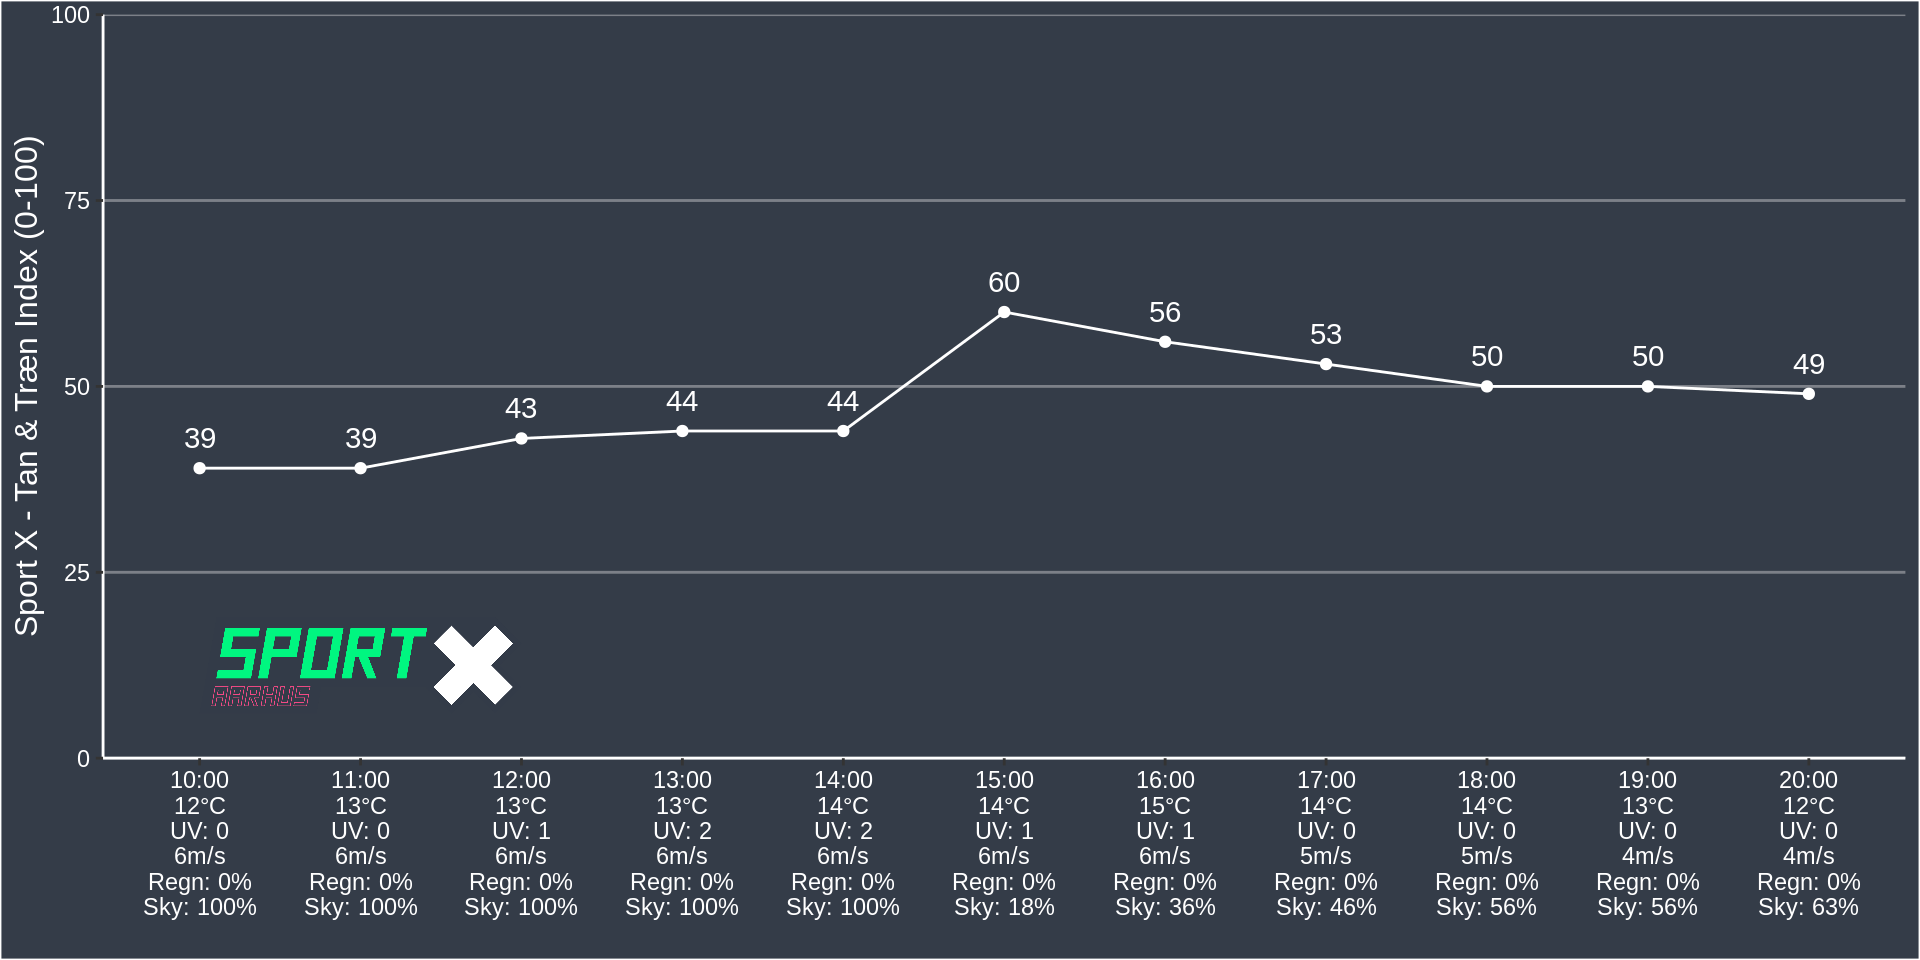 100
75
50
25
0
Sport X - Tan & Træn Index (0-100)
39 39 43 44 44 60 56 53 50 50 49
SPORT X
AARHUS
10:00 11:00 12:00 13:00 14:00 15:00 16:00 17:00 18:00 19:00 20:00
12°C 13°C 13°C 13°C 14°C 14°C 15°C 14°C 14°C 13°C 12°C
UV: 0 UV: 0 UV: 1 UV: 2 UV: 2 UV: 1 UV: 1 UV: 0 UV: 0 UV: 0 UV: 0
6m/s 6m/s 6m/s 6m/s 6m/s 6m/s 6m/s 5m/s 5m/s 4m/s 4m/s
Regn: 0% Regn: 0% Regn: 0% Regn: 0% Regn: 0% Regn: 0% Regn: 0% Regn: 0% Regn: 0% Regn: 0% Regn: 0%
Sky: 100% Sky: 100% Sky: 100% Sky: 100% Sky: 100% Sky: 18% Sky: 36% Sky: 46% Sky: 56% Sky: 56% Sky: 63%